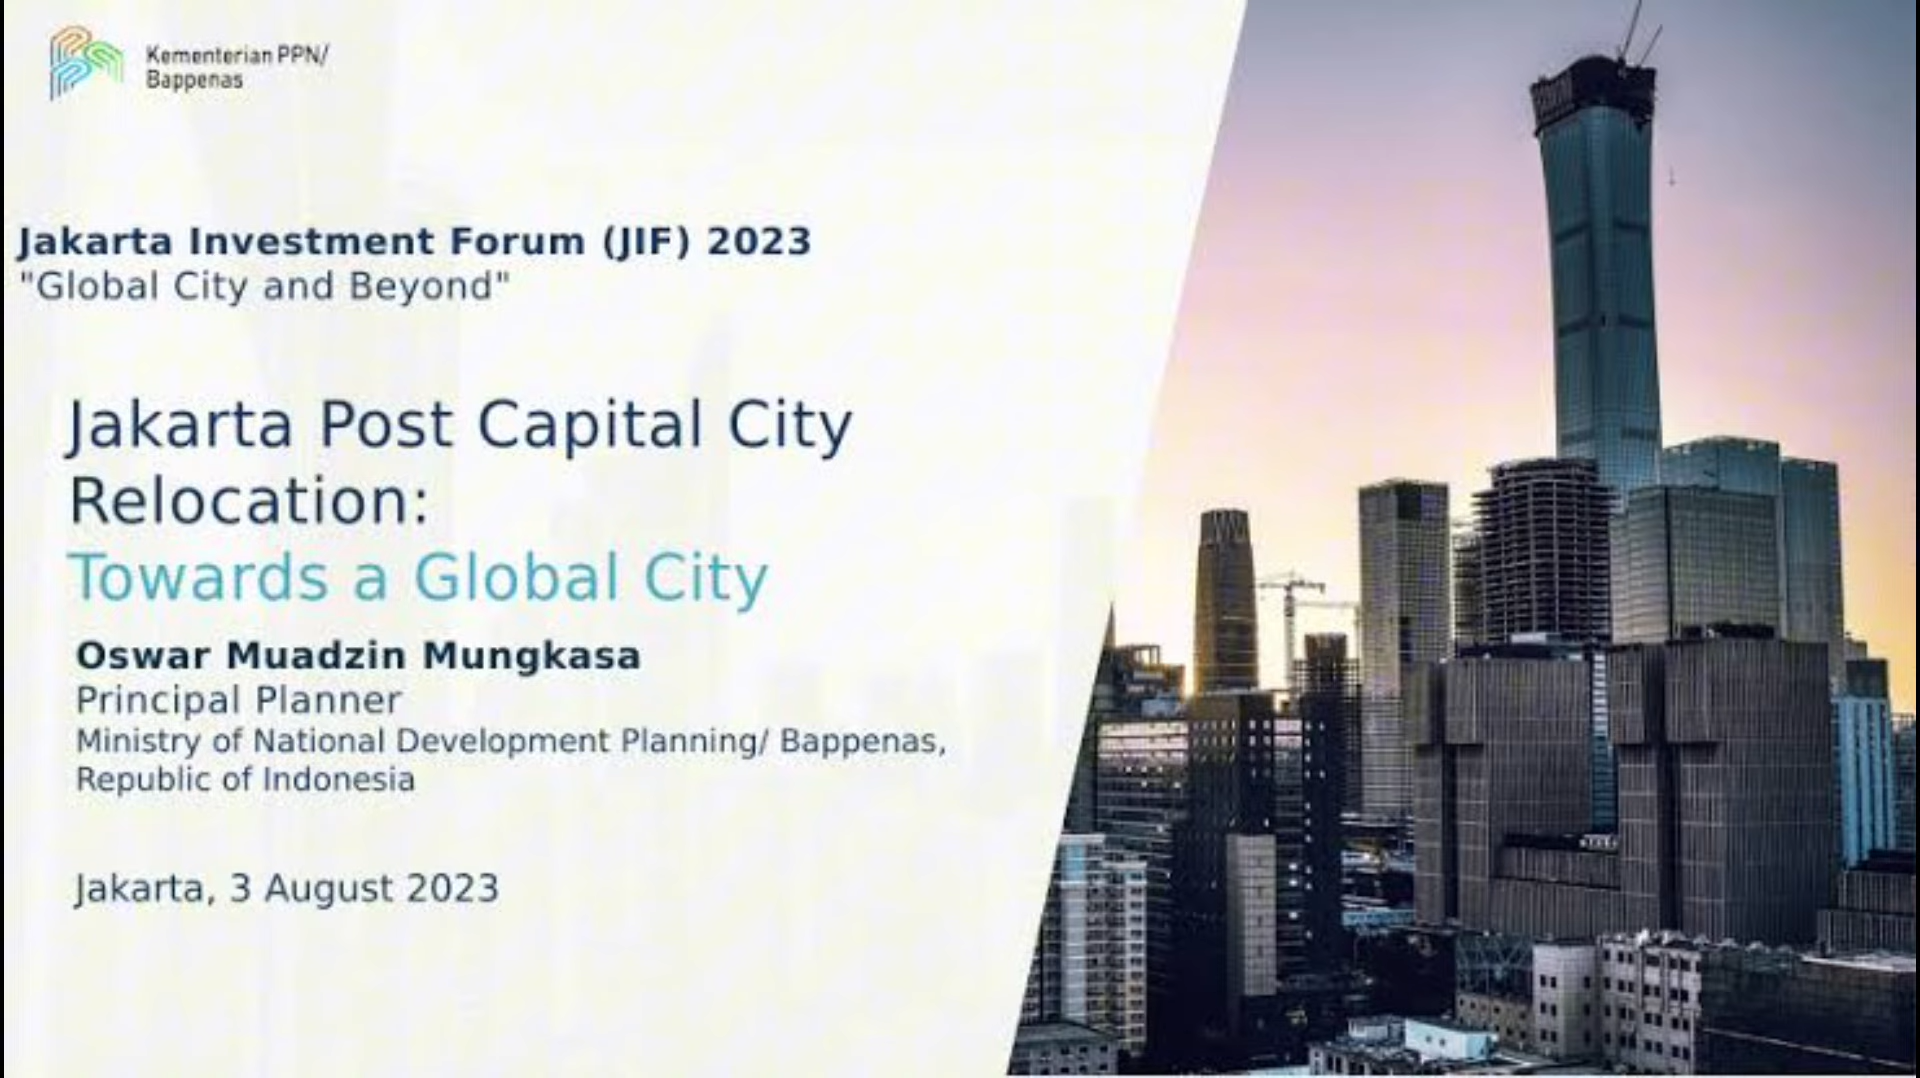 Kementerian PPN/
Bappenas
Jakarta Investment Forum (JIF) 2023
"Global City and Beyond"
Jakarta Post Capital City
Relocation:
Towards a Global City
Oswar Muadzin Mungkasa
Principal Planner
Ministry of National Development Planning/ Bappenas,
Republic of Indonesia
Jakarta, 3 August 2023